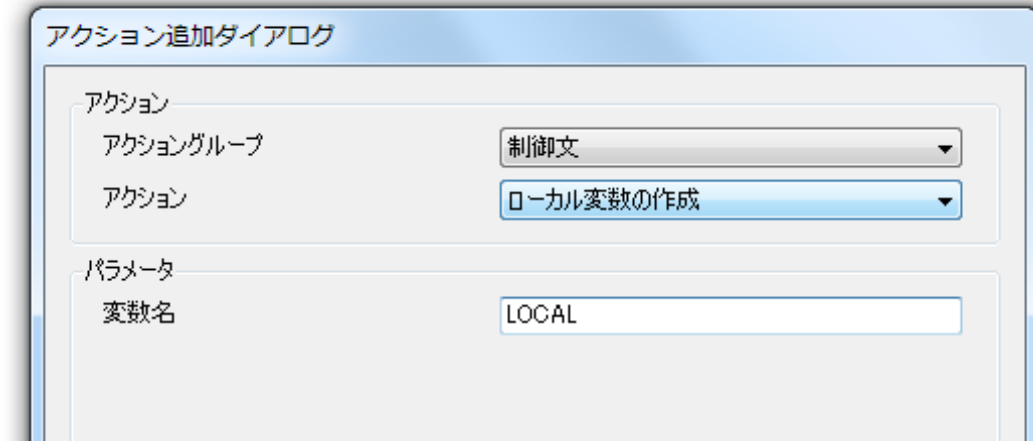 アクション追加ダイアログ
アクション
アクショングループ 制御文
アクション ローカル変数の作成
パラメータ
変数名 LOCAL